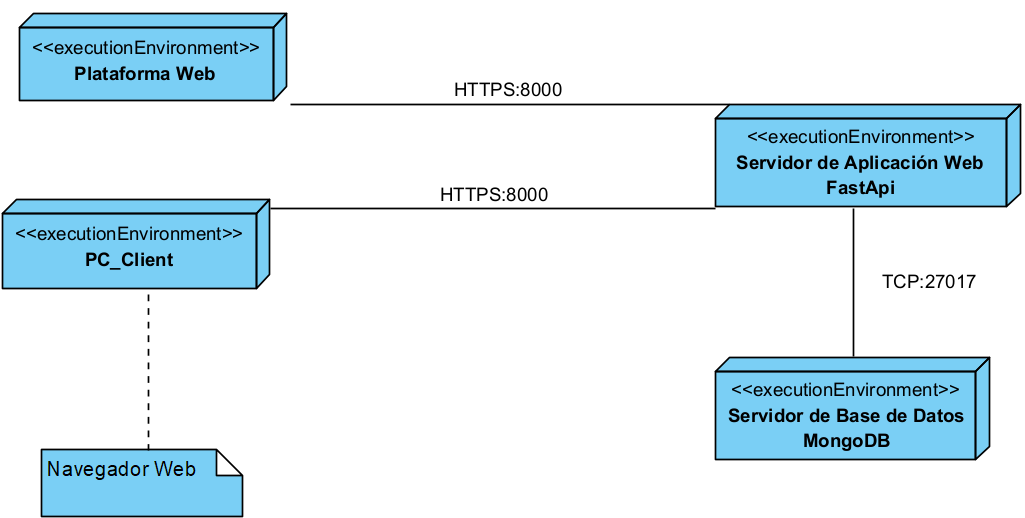 <<executionEnvironment>>
Plataforma Web
HTTPS:8000
<<executionEnvironment>>
Servidor de Aplicación Web
FastApi
HTTPS:8000
<<executionEnvironment>>
PC_Client
TCP:27017
<<executionEnvironment>>
Servidor de Base de Datos
MongoDB
Navegador Web